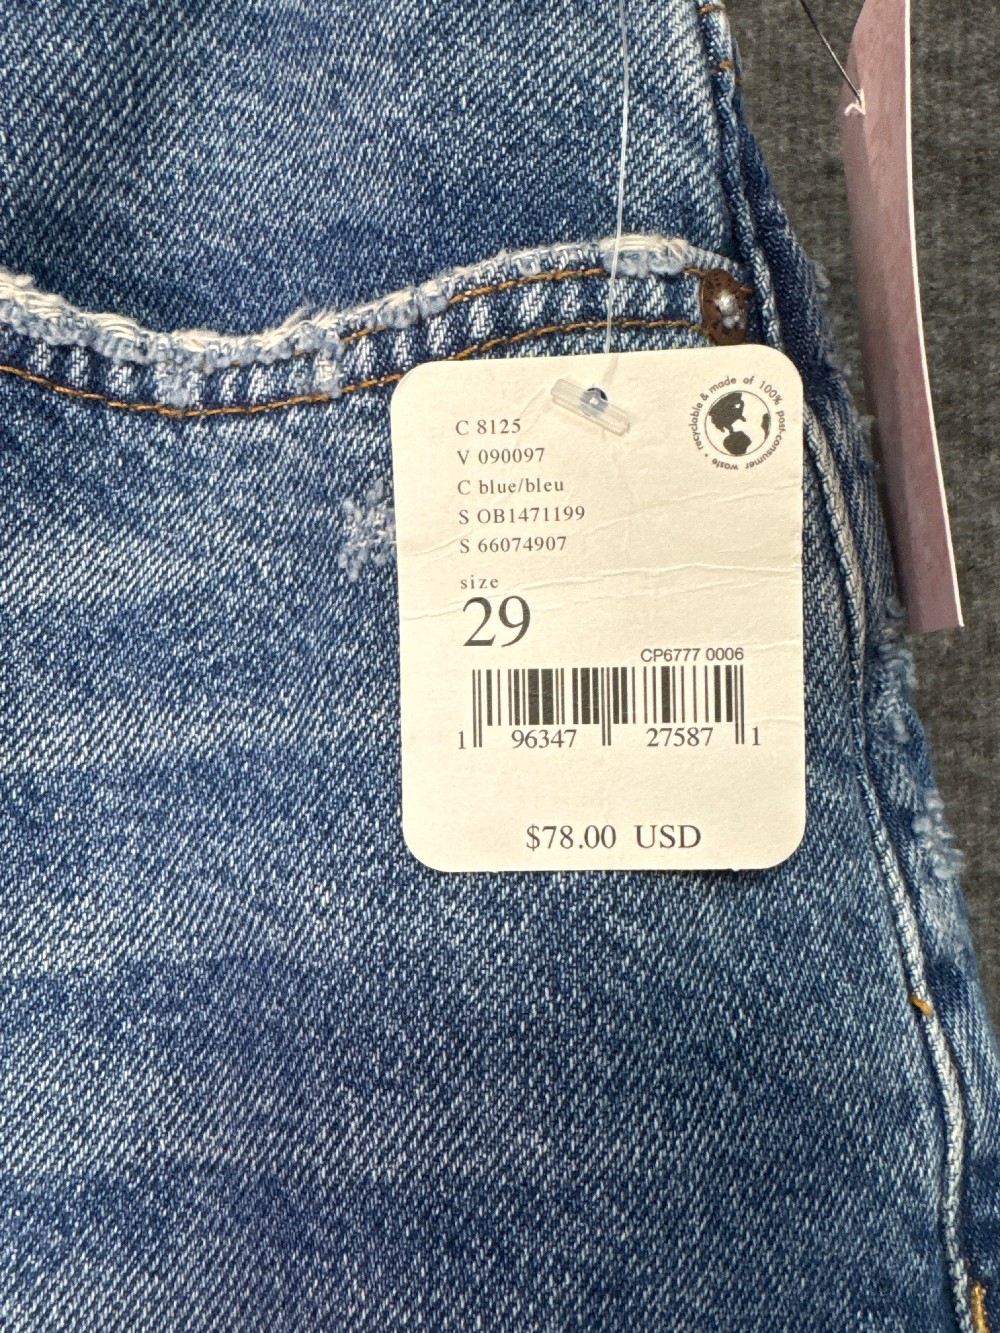 recyclable & made of 100% post-consumer waste •
C 8125
V 090097
C blue/bleu
S OB1471199
S 66074907
size
29
CP6777 0006
1 96347 27587 1
$78.00 USD